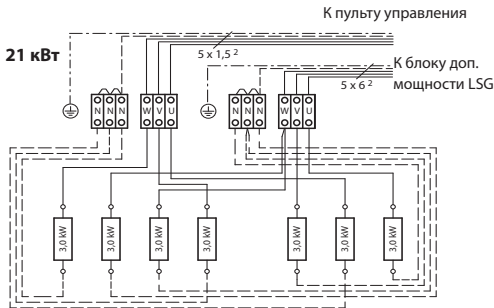 К пульту управления
21 кВт
5 x 1,5 2
К блоку доп.
мощности LSG
5 x 6 2
N N N W V U N N N W V U
3,0 kW 3,0 kW 3,0 kW 3,0 kW 3,0 kW 3,0 kW 3,0 kW